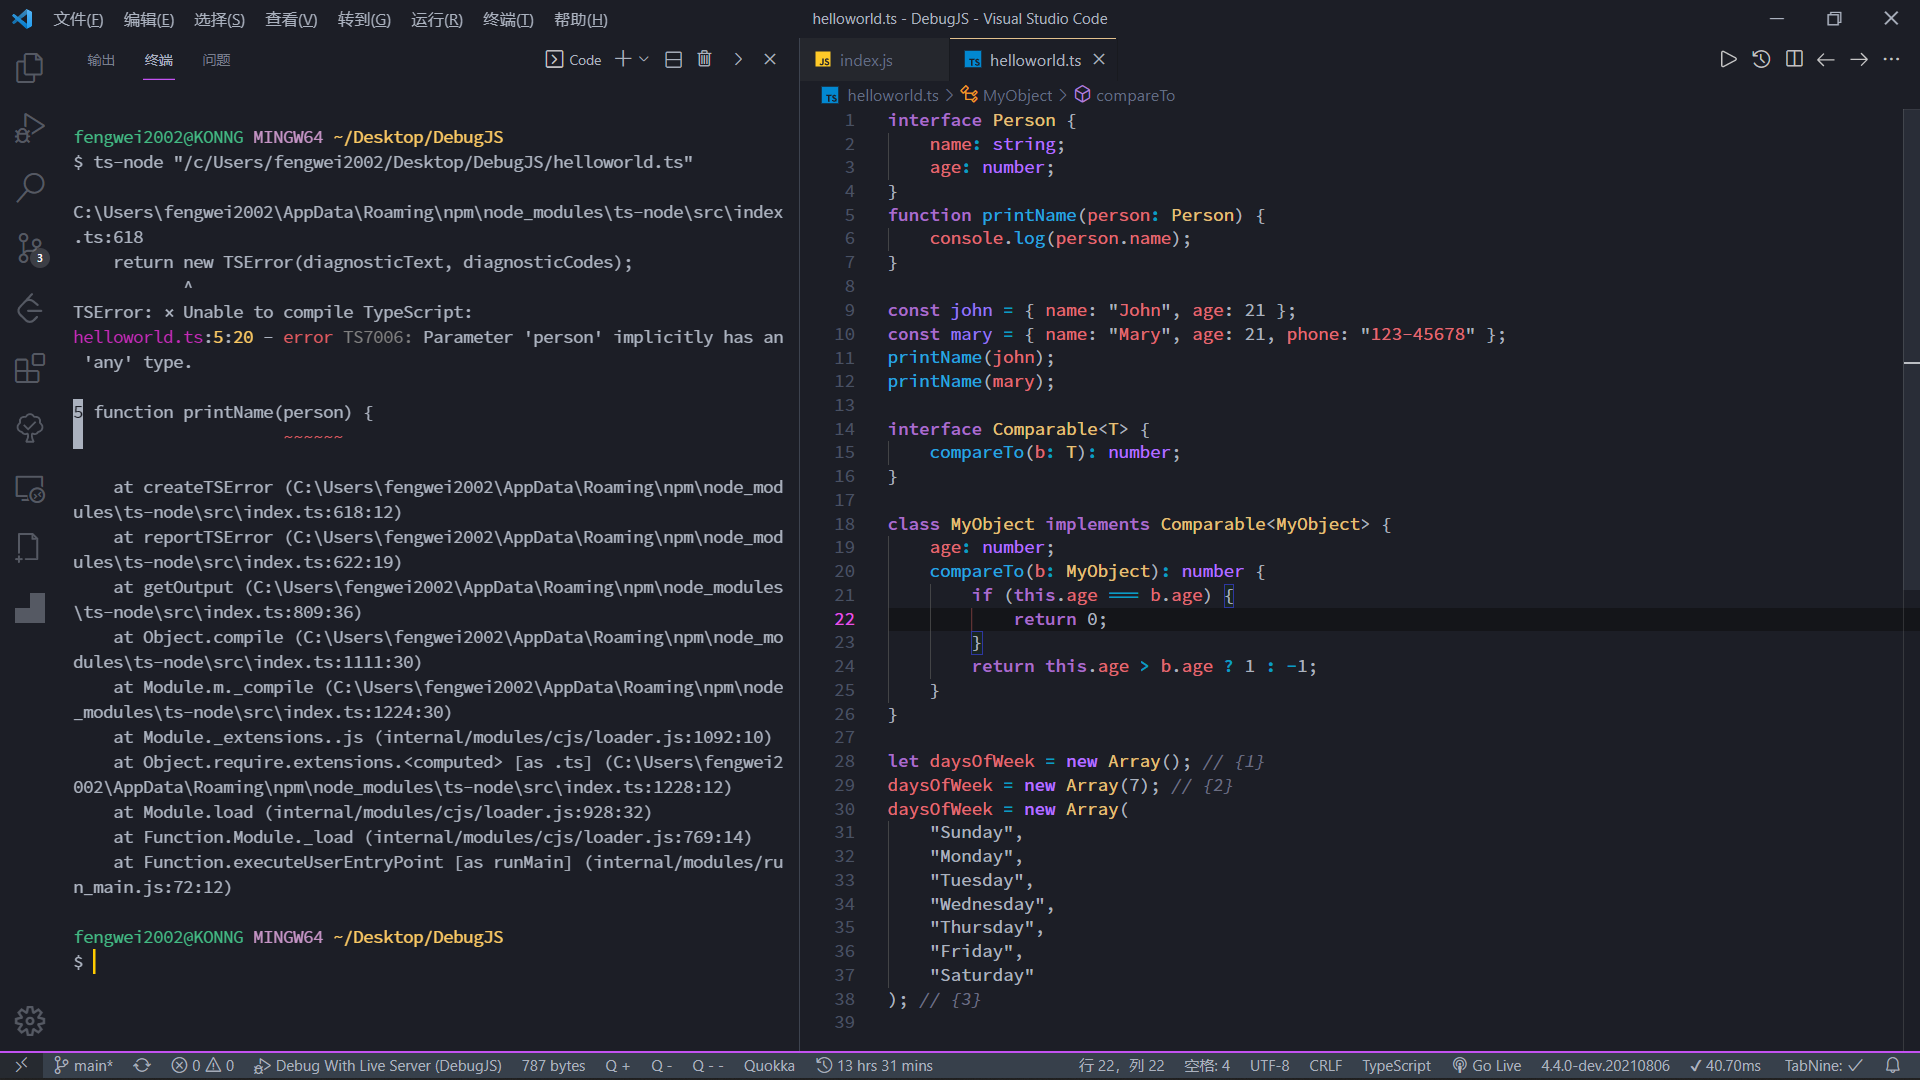 文件(F) 编辑(E) 选择(S) 查看(V) 转到(G) 运行(R) 终端(T) 帮助(H)
helloworld.ts - DebugJS - Visual Studio Code
输出 终端 问题
Code
fengwei2002@KONNG MINGW64 ~/Desktop/DebugJS
$ ts-node "/c/Users/fengwei2002/Desktop/DebugJS/helloworld.ts"
C:\Users\fengwei2002\AppData\Roaming\npm\node_modules\ts-node\src\index
.ts:618
    return new TSError(diagnosticText, diagnosticCodes);
           ^
TSError: ⨯ Unable to compile TypeScript:
helloworld.ts:5:20 - error TS7006: Parameter 'person' implicitly has an
 'any' type.
5 function printName(person) {
                     ~~~~~~
    at createTSError (C:\Users\fengwei2002\AppData\Roaming\npm\node_mod
ules\ts-node\src\index.ts:618:12)
    at reportTSError (C:\Users\fengwei2002\AppData\Roaming\npm\node_mod
ules\ts-node\src\index.ts:622:19)
    at getOutput (C:\Users\fengwei2002\AppData\Roaming\npm\node_modules
\ts-node\src\index.ts:809:36)
    at Object.compile (C:\Users\fengwei2002\AppData\Roaming\npm\node_mo
dules\ts-node\src\index.ts:1111:30)
    at Module.m._compile (C:\Users\fengwei2002\AppData\Roaming\npm\node
_modules\ts-node\src\index.ts:1224:30)
    at Module._extensions..js (internal/modules/cjs/loader.js:1092:10)
    at Object.require.extensions.<computed> [as .ts] (C:\Users\fengwei2
002\AppData\Roaming\npm\node_modules\ts-node\src\index.ts:1228:12)
    at Module.load (internal/modules/cjs/loader.js:928:32)
    at Function.Module._load (internal/modules/cjs/loader.js:769:14)
    at Function.executeUserEntryPoint [as runMain] (internal/modules/ru
n_main.js:72:12)
fengwei2002@KONNG MINGW64 ~/Desktop/DebugJS
$
3
JS index.js TS helloworld.ts
TS helloworld.ts > MyObject > compareTo
1 interface Person {
2     name: string;
3     age: number;
4 }
5 function printName(person: Person) {
6     console.log(person.name);
7 }
8
9 const john = { name: "John", age: 21 };
10 const mary = { name: "Mary", age: 21, phone: "123-45678" };
11 printName(john);
12 printName(mary);
13
14 interface Comparable<T> {
15     compareTo(b: T): number;
16 }
17
18 class MyObject implements Comparable<MyObject> {
19     age: number;
20     compareTo(b: MyObject): number {
21         if (this.age === b.age) {
22             return 0;
23         }
24         return this.age > b.age ? 1 : -1;
25     }
26 }
27
28 let daysOfWeek = new Array(); // {1}
29 daysOfWeek = new Array(7); // {2}
30 daysOfWeek = new Array(
31     "Sunday",
32     "Monday",
33     "Tuesday",
34     "Wednesday",
35     "Thursday",
36     "Friday",
37     "Saturday"
38 ); // {3}
39
main* 0 0 Debug With Live Server (DebugJS) 787 bytes Q + Q - Q - - Quokka 13 hrs 31 mins 行 22，列 22 空格: 4 UTF-8 CRLF TypeScript Go Live 4.4.0-dev.20210806 ✓ 40.70ms TabNine: ✓